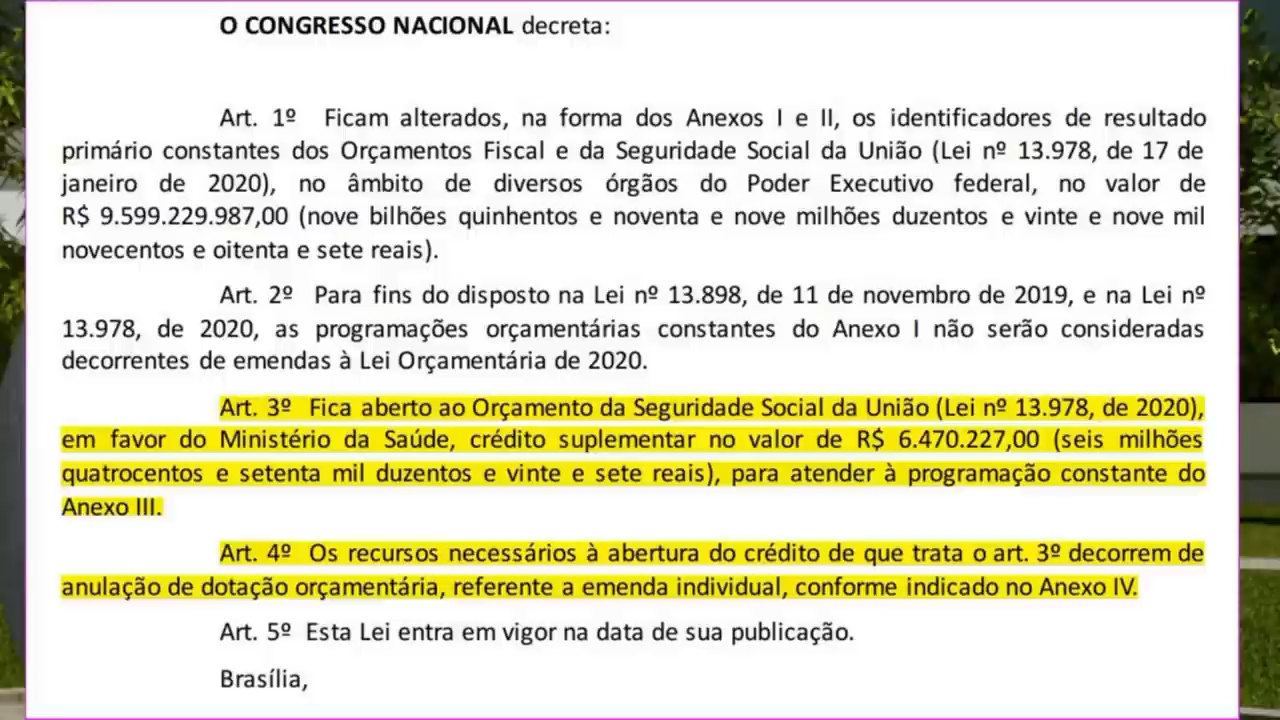 O CONGRESSO NACIONAL decreta:
Art. 1º Ficam alterados, na forma dos Anexos I e II, os identificadores de resultado
primário constantes dos Orçamentos Fiscal e da Seguridade Social da União (Lei nº 13.978, de 17 de
janeiro de 2020), no âmbito de diversos órgãos do Poder Executivo federal, no valor de
R$ 9.599.229.987,00 (nove bilhões quinhentos e noventa e nove milhões duzentos e vinte e nove mil
novecentos e oitenta e sete reais).
Art. 2º Para fins do disposto na Lei nº 13.898, de 11 de novembro de 2019, e na Lei nº
13.978, de 2020, as programações orçamentárias constantes do Anexo I não serão consideradas
decorrentes de emendas à Lei Orçamentária de 2020.
Art. 3º Fica aberto ao Orçamento da Seguridade Social da União (Lei nº 13.978, de 2020),
em favor do Ministério da Saúde, crédito suplementar no valor de R$ 6.470.227,00 (seis milhões
quatrocentos e setenta mil duzentos e vinte e sete reais), para atender à programação constante do
Anexo III.
Art. 4º Os recursos necessários à abertura do crédito de que trata o art. 3º decorrem de
anulação de dotação orçamentária, referente a emenda individual, conforme indicado no Anexo IV.
Art. 5º Esta Lei entra em vigor na data de sua publicação.
Brasília,